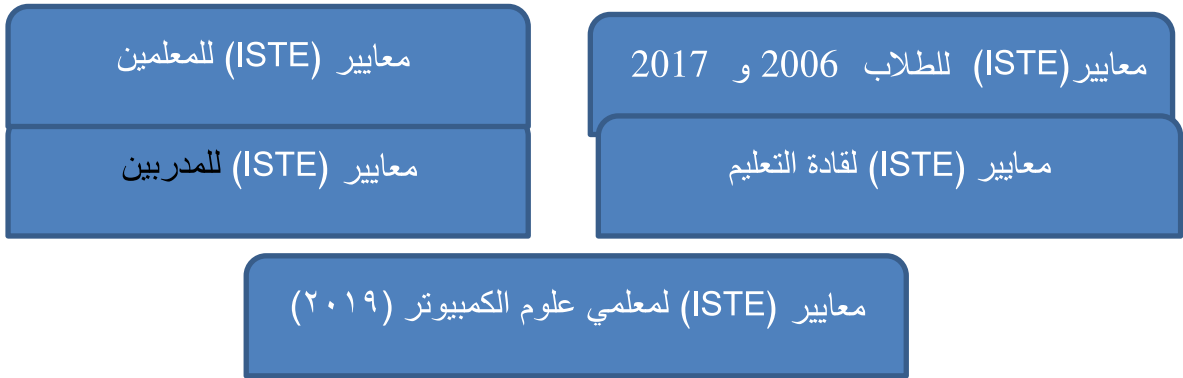 معايير(ISTE) للطلاب 2006 و 2017
معايير (ISTE) للمعلمين
معايير (ISTE) لقادة التعليم
معايير (ISTE) للمدربين
معايير (ISTE) لمعلمي علوم الكمبيوتر (٢٠١٩)